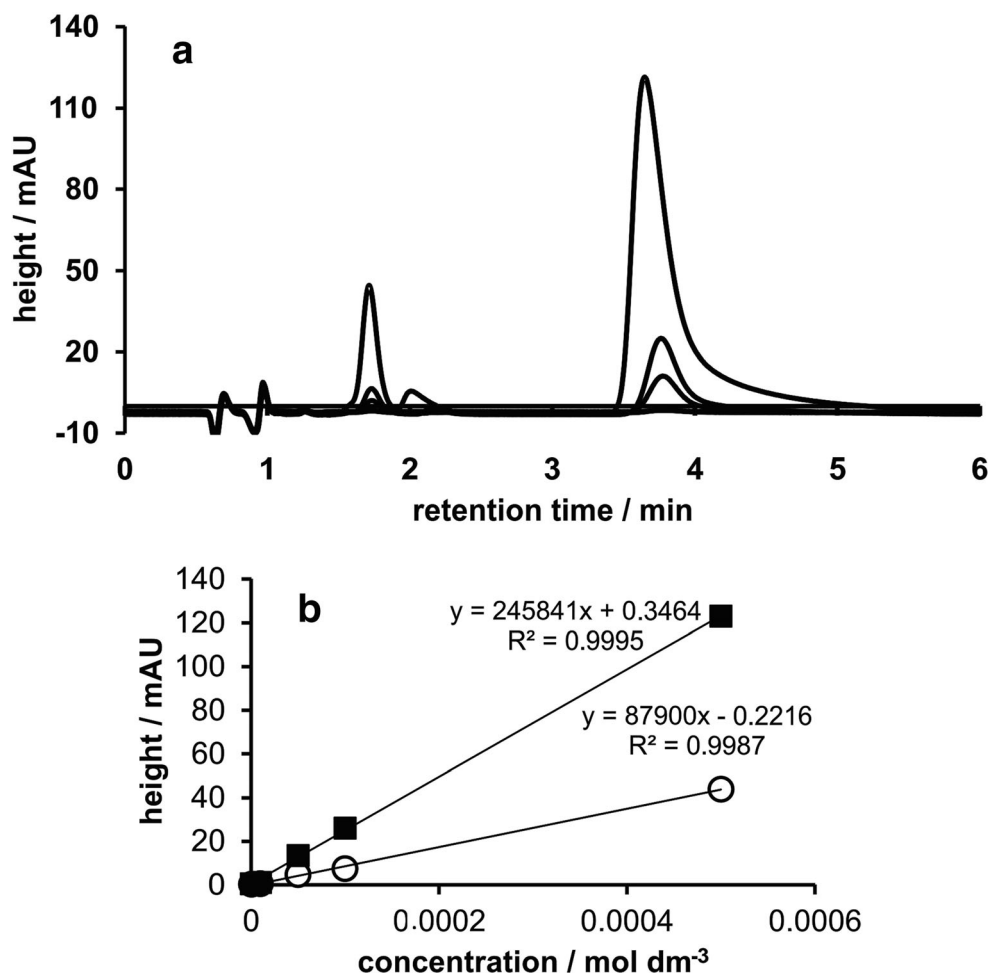 a
140
110
80
50
20
-10
height / mAU
0 1 2 3 4 5 6
retention time / min
b
140
120
100
80
60
40
20
0
height / mAU
y = 245841x + 0.3464
R² = 0.9995
y = 87900x - 0.2216
R² = 0.9987
0 0.0002 0.0004 0.0006
concentration / mol dm⁻³